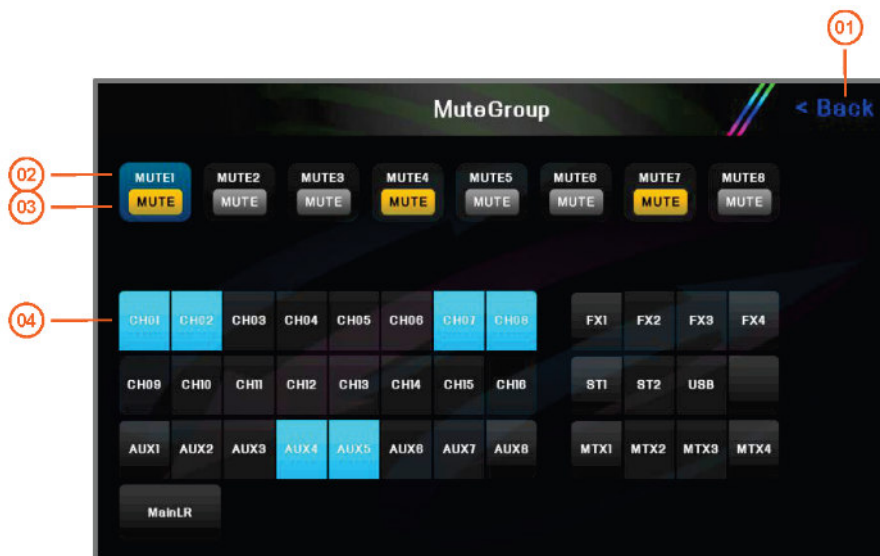 01
MuteGroup < Back
02 MUTE1 MUTE2 MUTE3 MUTE4 MUTE5 MUTE6 MUTE7 MUTE8
03 MUTE MUTE MUTE MUTE MUTE MUTE MUTE MUTE
04 CH01 CH02 CH03 CH04 CH05 CH06 CH07 CH08 FX1 FX2 FX3 FX4
CH09 CH10 CH11 CH12 CH13 CH14 CH15 CH16 ST1 ST2 USB
AUX1 AUX2 AUX3 AUX4 AUX5 AUX6 AUX7 AUX8 MTX1 MTX2 MTX3 MTX4
MainLR